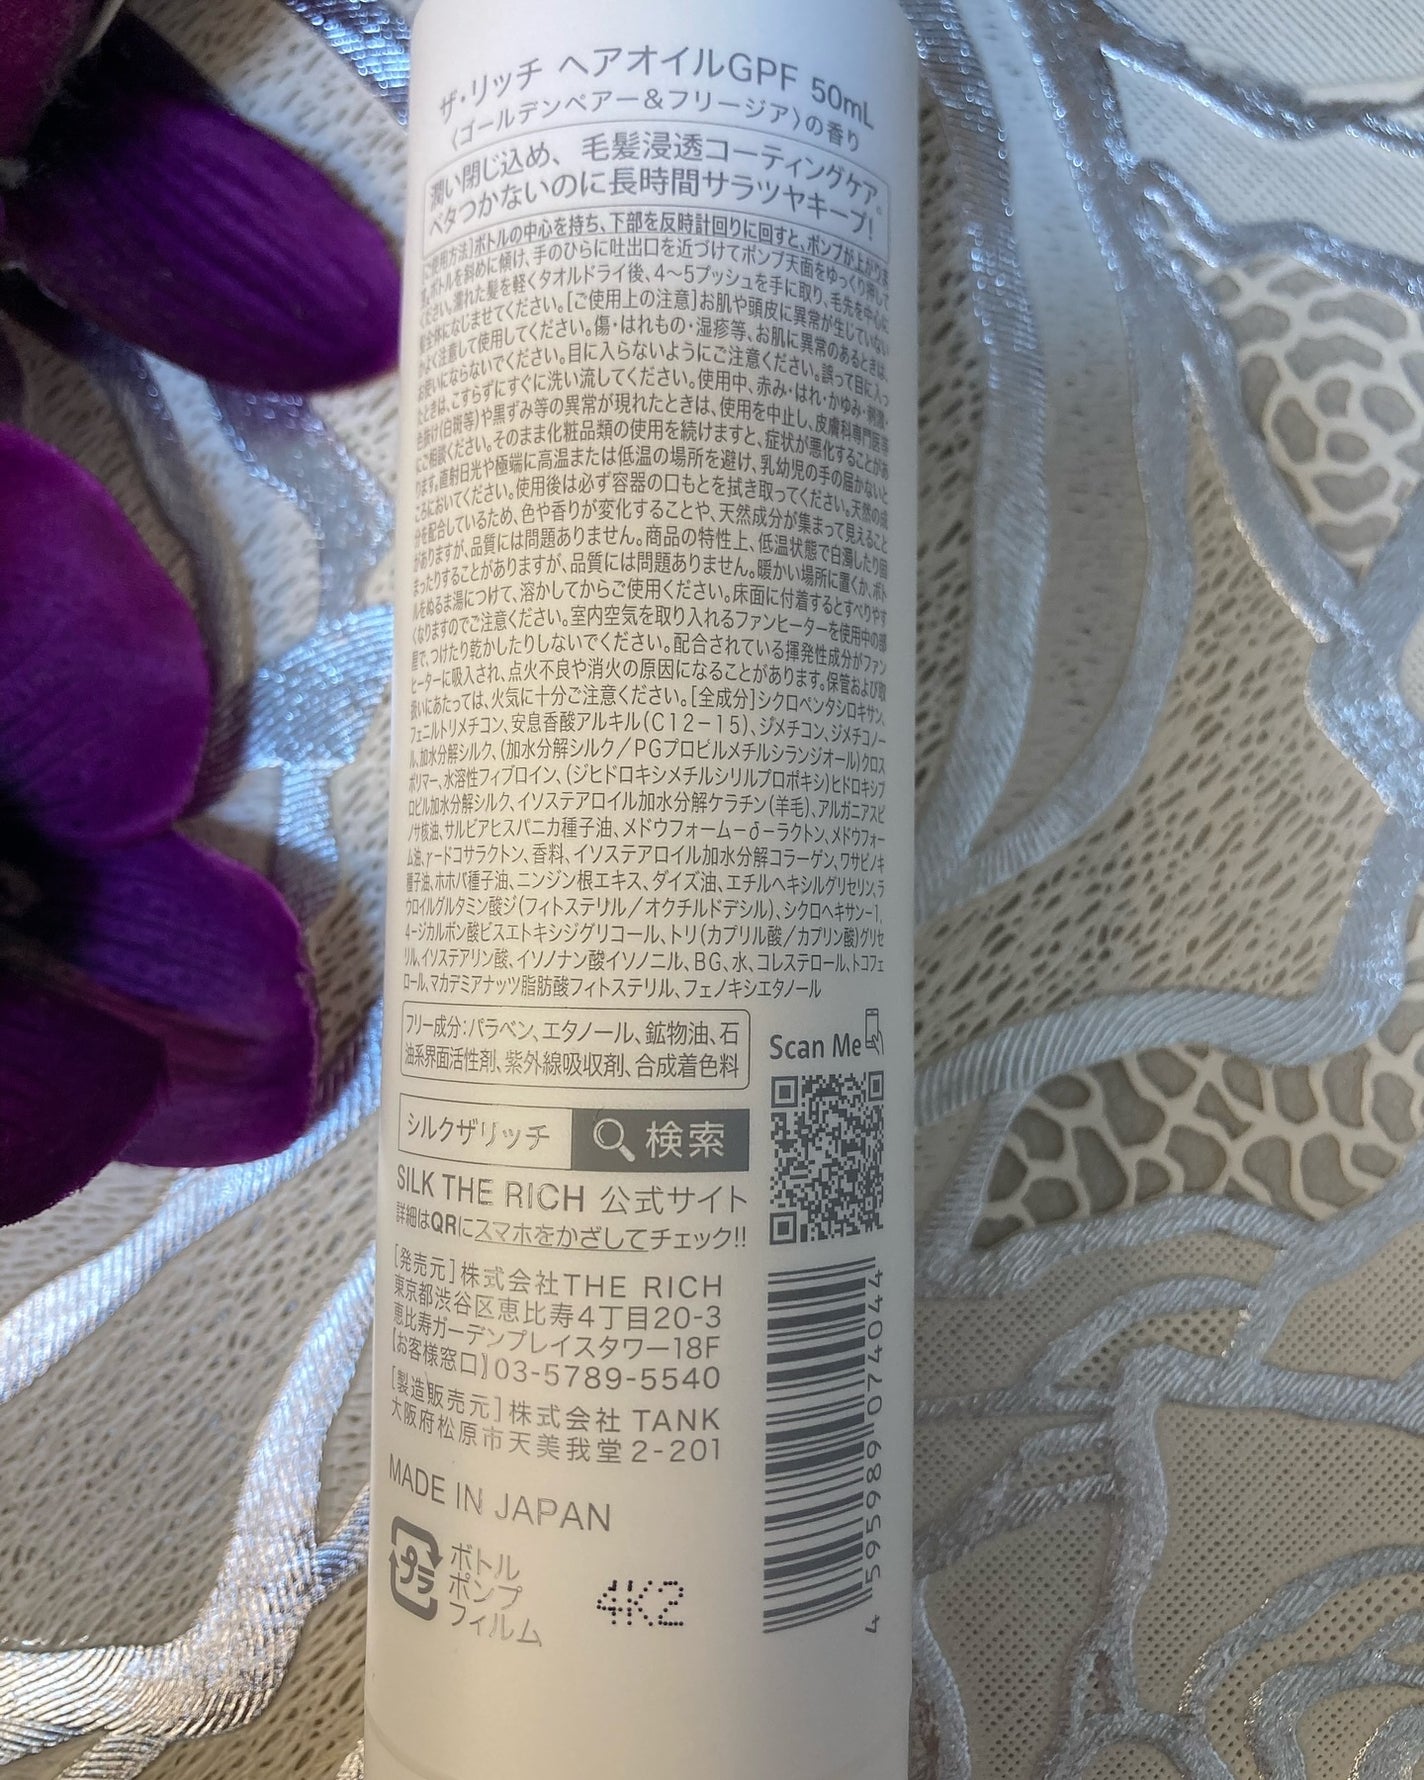 ザ・リッチ ヘアオイルGPF 50mL
〈ゴールデンペアー＆フリージア〉の香り
潤い閉じ込め、毛髪浸透コーティングケア。
ベタつかないのに長時間サラツヤキープ!
[ご使用方法]ボトルの中心を持ち、下部を反時計回りに回すと、ポンプが上がりま
す。ボトルを斜めに傾け、手のひらに吐出口を近づけてポンプ天面をゆっくり押して
ください。濡れた髪を軽くタオルドライ後、4〜5プッシュを手に取り、毛先を中心に
髪全体になじませてください。[ご使用上の注意]お肌や頭皮に異常が生じていない
かよく注意して使用してください。傷・はれもの・湿疹等、お肌に異常のあるときは、
お使いにならないでください。目に入らないようにご注意ください。誤って目に入っ
たときは、こすらずにすぐに洗い流してください。使用中、赤み・はれ・かゆみ・刺激・
色抜け(白斑等)や黒ずみ等の異常が現れたときは、使用を中止し、皮膚科専門医等
にご相談ください。そのまま化粧品類の使用を続けますと、症状が悪化することがあ
ります。直射日光や極端に高温または低温の場所を避け、乳幼児の手の届かないと
ころにおいてください。使用後は必ず容器の口もとを拭き取ってください。天然の成
分を配合しているため、色や香りが変化することや、天然成分が集まって見えること
がありますが、品質には問題ありません。商品の特性上、低温状態で白濁したり固
まったりすることがありますが、品質には問題ありません。暖かい場所に置くか、ボト
ルをぬるま湯につけて、溶かしてからご使用ください。床面に付着するとすべりやす
くなりますのでご注意ください。室内空気を取り入れるファンヒーターを使用中の部
屋で、つけたり乾かしたりしないでください。配合されている揮発性成分がファン
ヒーターに吸入され、点火不良や消火の原因になることがあります。保管および取
扱いにあたっては、火気に十分ご注意ください。[全成分]シクロペンタシロキサン、
フェニルトリメチコン、安息香酸アルキル(C12−15)、ジメチコン、ジメチコノー
ル、加水分解シルク、(加水分解シルク／PGプロピルメチルシランジオール)クロス
ポリマー、水溶性フィブロイン、(ジヒドロキシメチルシリルプロポキシ)ヒドロキシプ
ロピル加水分解シルク、イソステアロイル加水分解ケラチン(羊毛)、アルガニアスピ
ノサ核油、サルビアヒスパニカ種子油、メドウフォーム−δ−ラクトン、メドウフォー
ム油、γ−ドコサラクトン、香料、イソステアロイル加水分解コラーゲン、ワサビノキ
種子油、ホホバ種子油、ニンジン根エキス、ダイズ油、エチルヘキシルグリセリン、ラ
ウロイルグルタミン酸ジ(フィトステリル／オクチルドデシル)、シクロヘキサン−1,
4−ジカルボン酸ビスエトキシジグリコール、トリ(カプリル酸／カプリン酸)グリセ
リル、イソステアリン酸、イソノナン酸イソノニル、BG、水、コレステロール、トコフェ
ロール、マカデミアナッツ脂肪酸フィトステリル、フェノキシエタノール
フリー成分：パラベン、エタノール、鉱物油、石
油系界面活性剤、紫外線吸収剤、合成着色料
Scan Me
シルクザリッチ 検索
SILK THE RICH 公式サイト
詳細はQRにスマホをかざしてチェック!!
[発売元]株式会社THE RICH
東京都渋谷区恵比寿4丁目20-3
恵比寿ガーデンプレイスタワー18F
[お客様窓口]03-5789-5540
[製造販売元]株式会社 TANK
大阪府松原市天美我堂2-201
MADE IN JAPAN
プラ
ボトル
ポンプ
フィルム
4K2
4 595989 074044